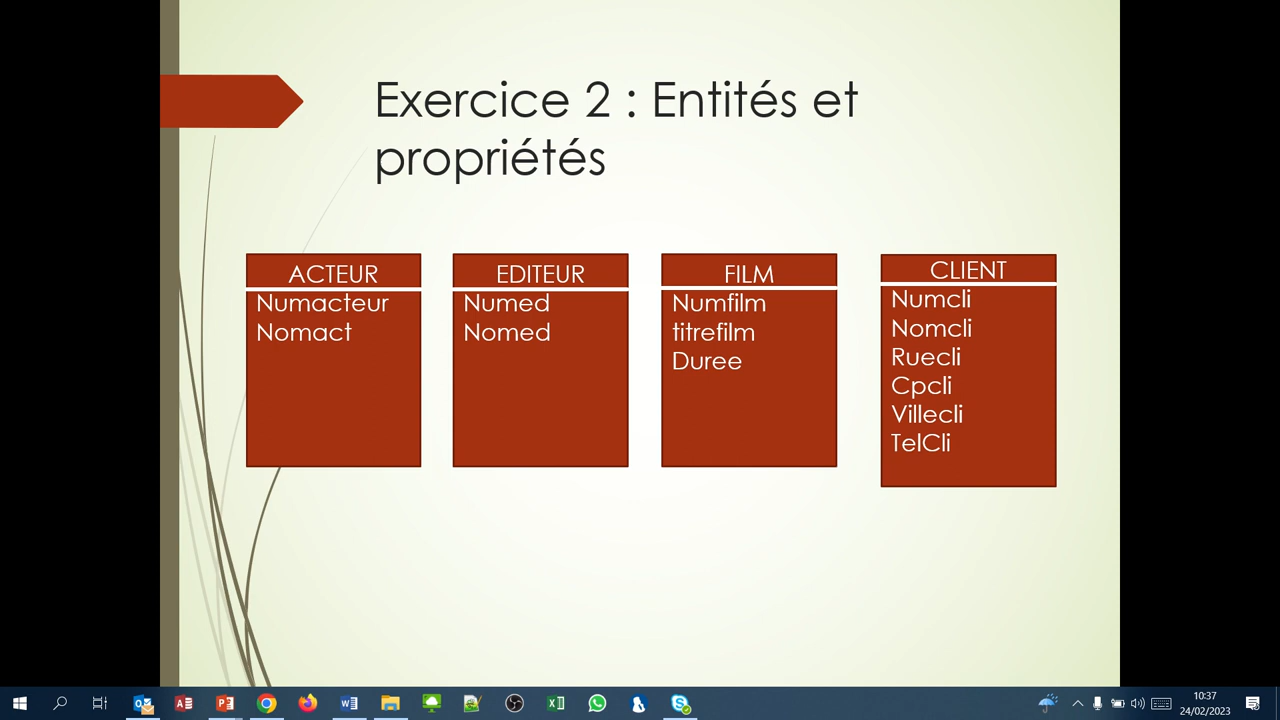 Exercice 2 : Entités et
propriétés
ACTEUR
Numacteur
Nomact
EDITEUR
Numed
Nomed
FILM
Numfilm
titrefilm
Duree
CLIENT
Numcli
Nomcli
Ruecli
Cpcli
Villecli
TelCli
10:37
24/02/2023